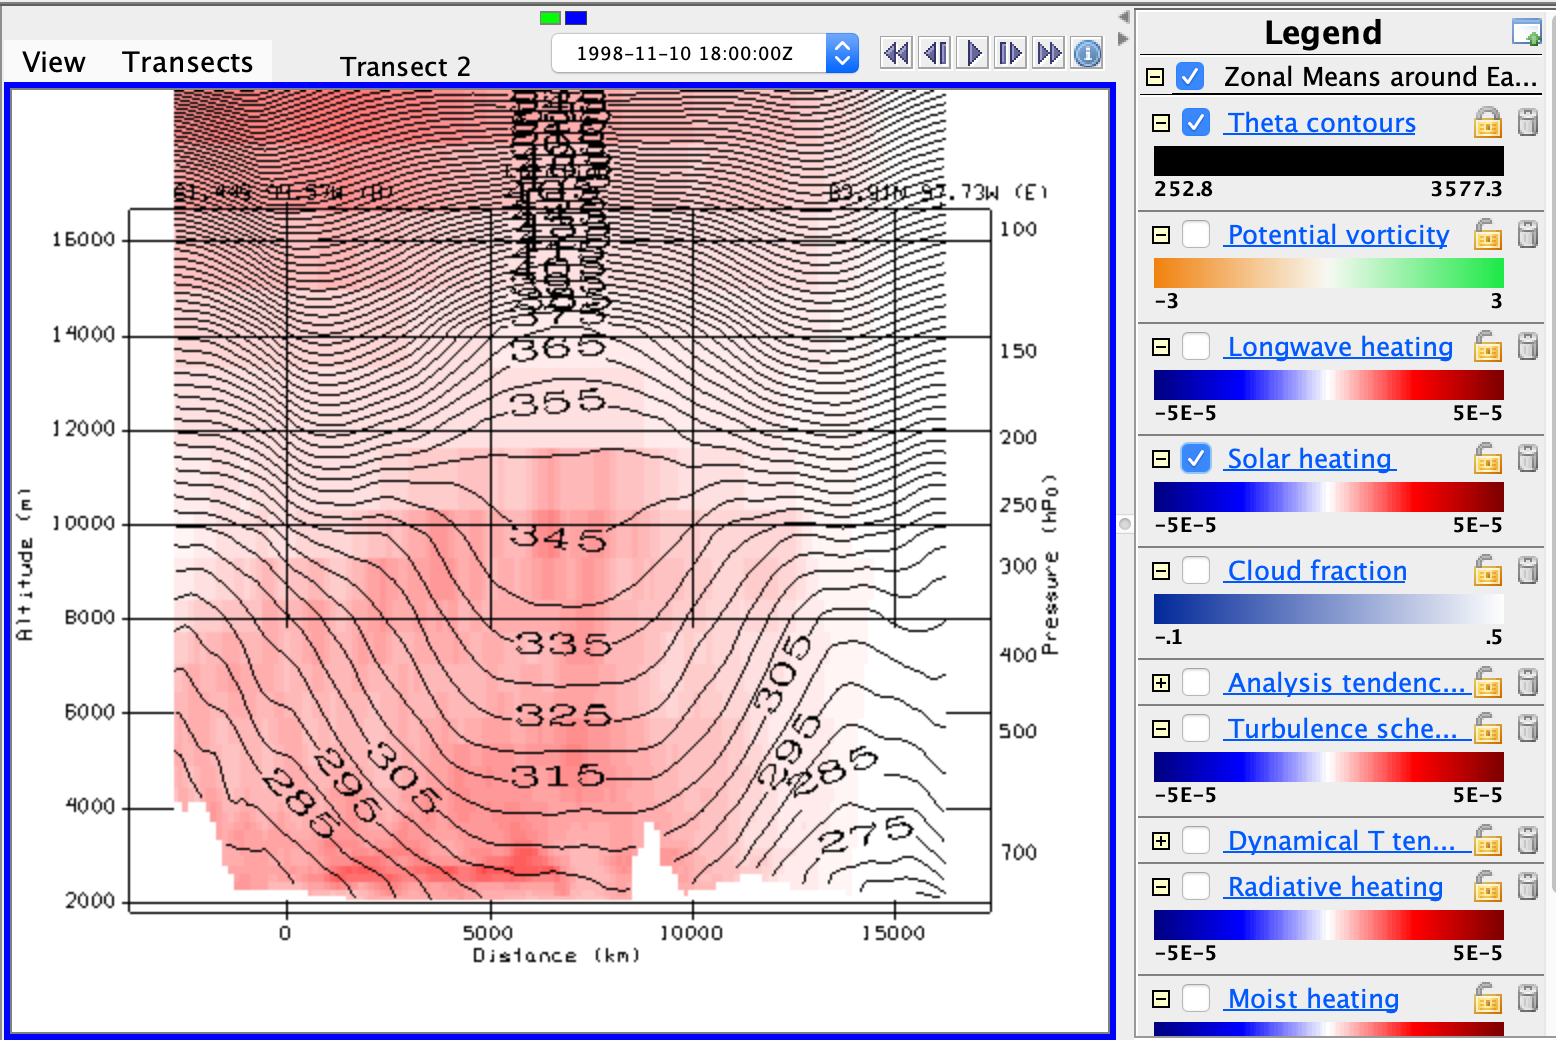 View Transects Transect 2 1998-11-10 18:00:00Z
83.91N 97.73W (E)
16000
14000
12000
10000
8000
6000
4000
2000
Altitude (m)
100
150
200
250
300
400
500
700
Pressure (hPa)
375
365
355
345
335
325
315
305
295
285
305
295
285
275
0 5000 10000 15000
Distance (km)
Legend
Zonal Means around Ea...
Theta contours
252.8 3577.3
Potential vorticity
-3 3
Longwave heating
-5E-5 5E-5
Solar heating
-5E-5 5E-5
Cloud fraction
-.1 .5
Analysis tendenc...
Turbulence sche...
-5E-5 5E-5
Dynamical T ten...
Radiative heating
-5E-5 5E-5
Moist heating